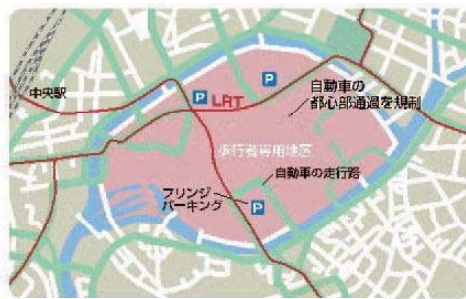 中央駅
P
LRT
P
自動車の
都心部通過を規制
歩行者専用地区
自動車の走行路
フリンジ
パーキング
P